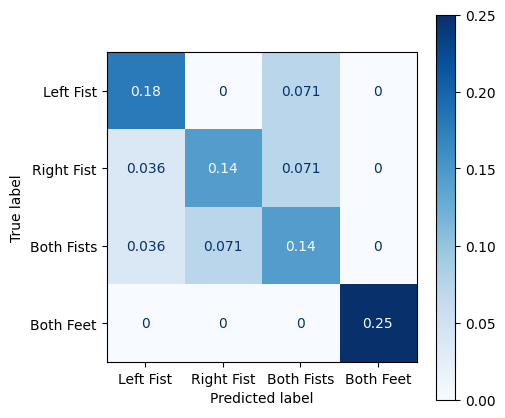 Left Fist 0.18 0 0.071 0
Right Fist 0.036 0.14 0.071 0
Both Fists 0.036 0.071 0.14 0
Both Feet 0 0 0 0.25
Left Fist Right Fist Both Fists Both Feet
Predicted label
True label
0.25
0.20
0.15
0.10
0.05
0.00